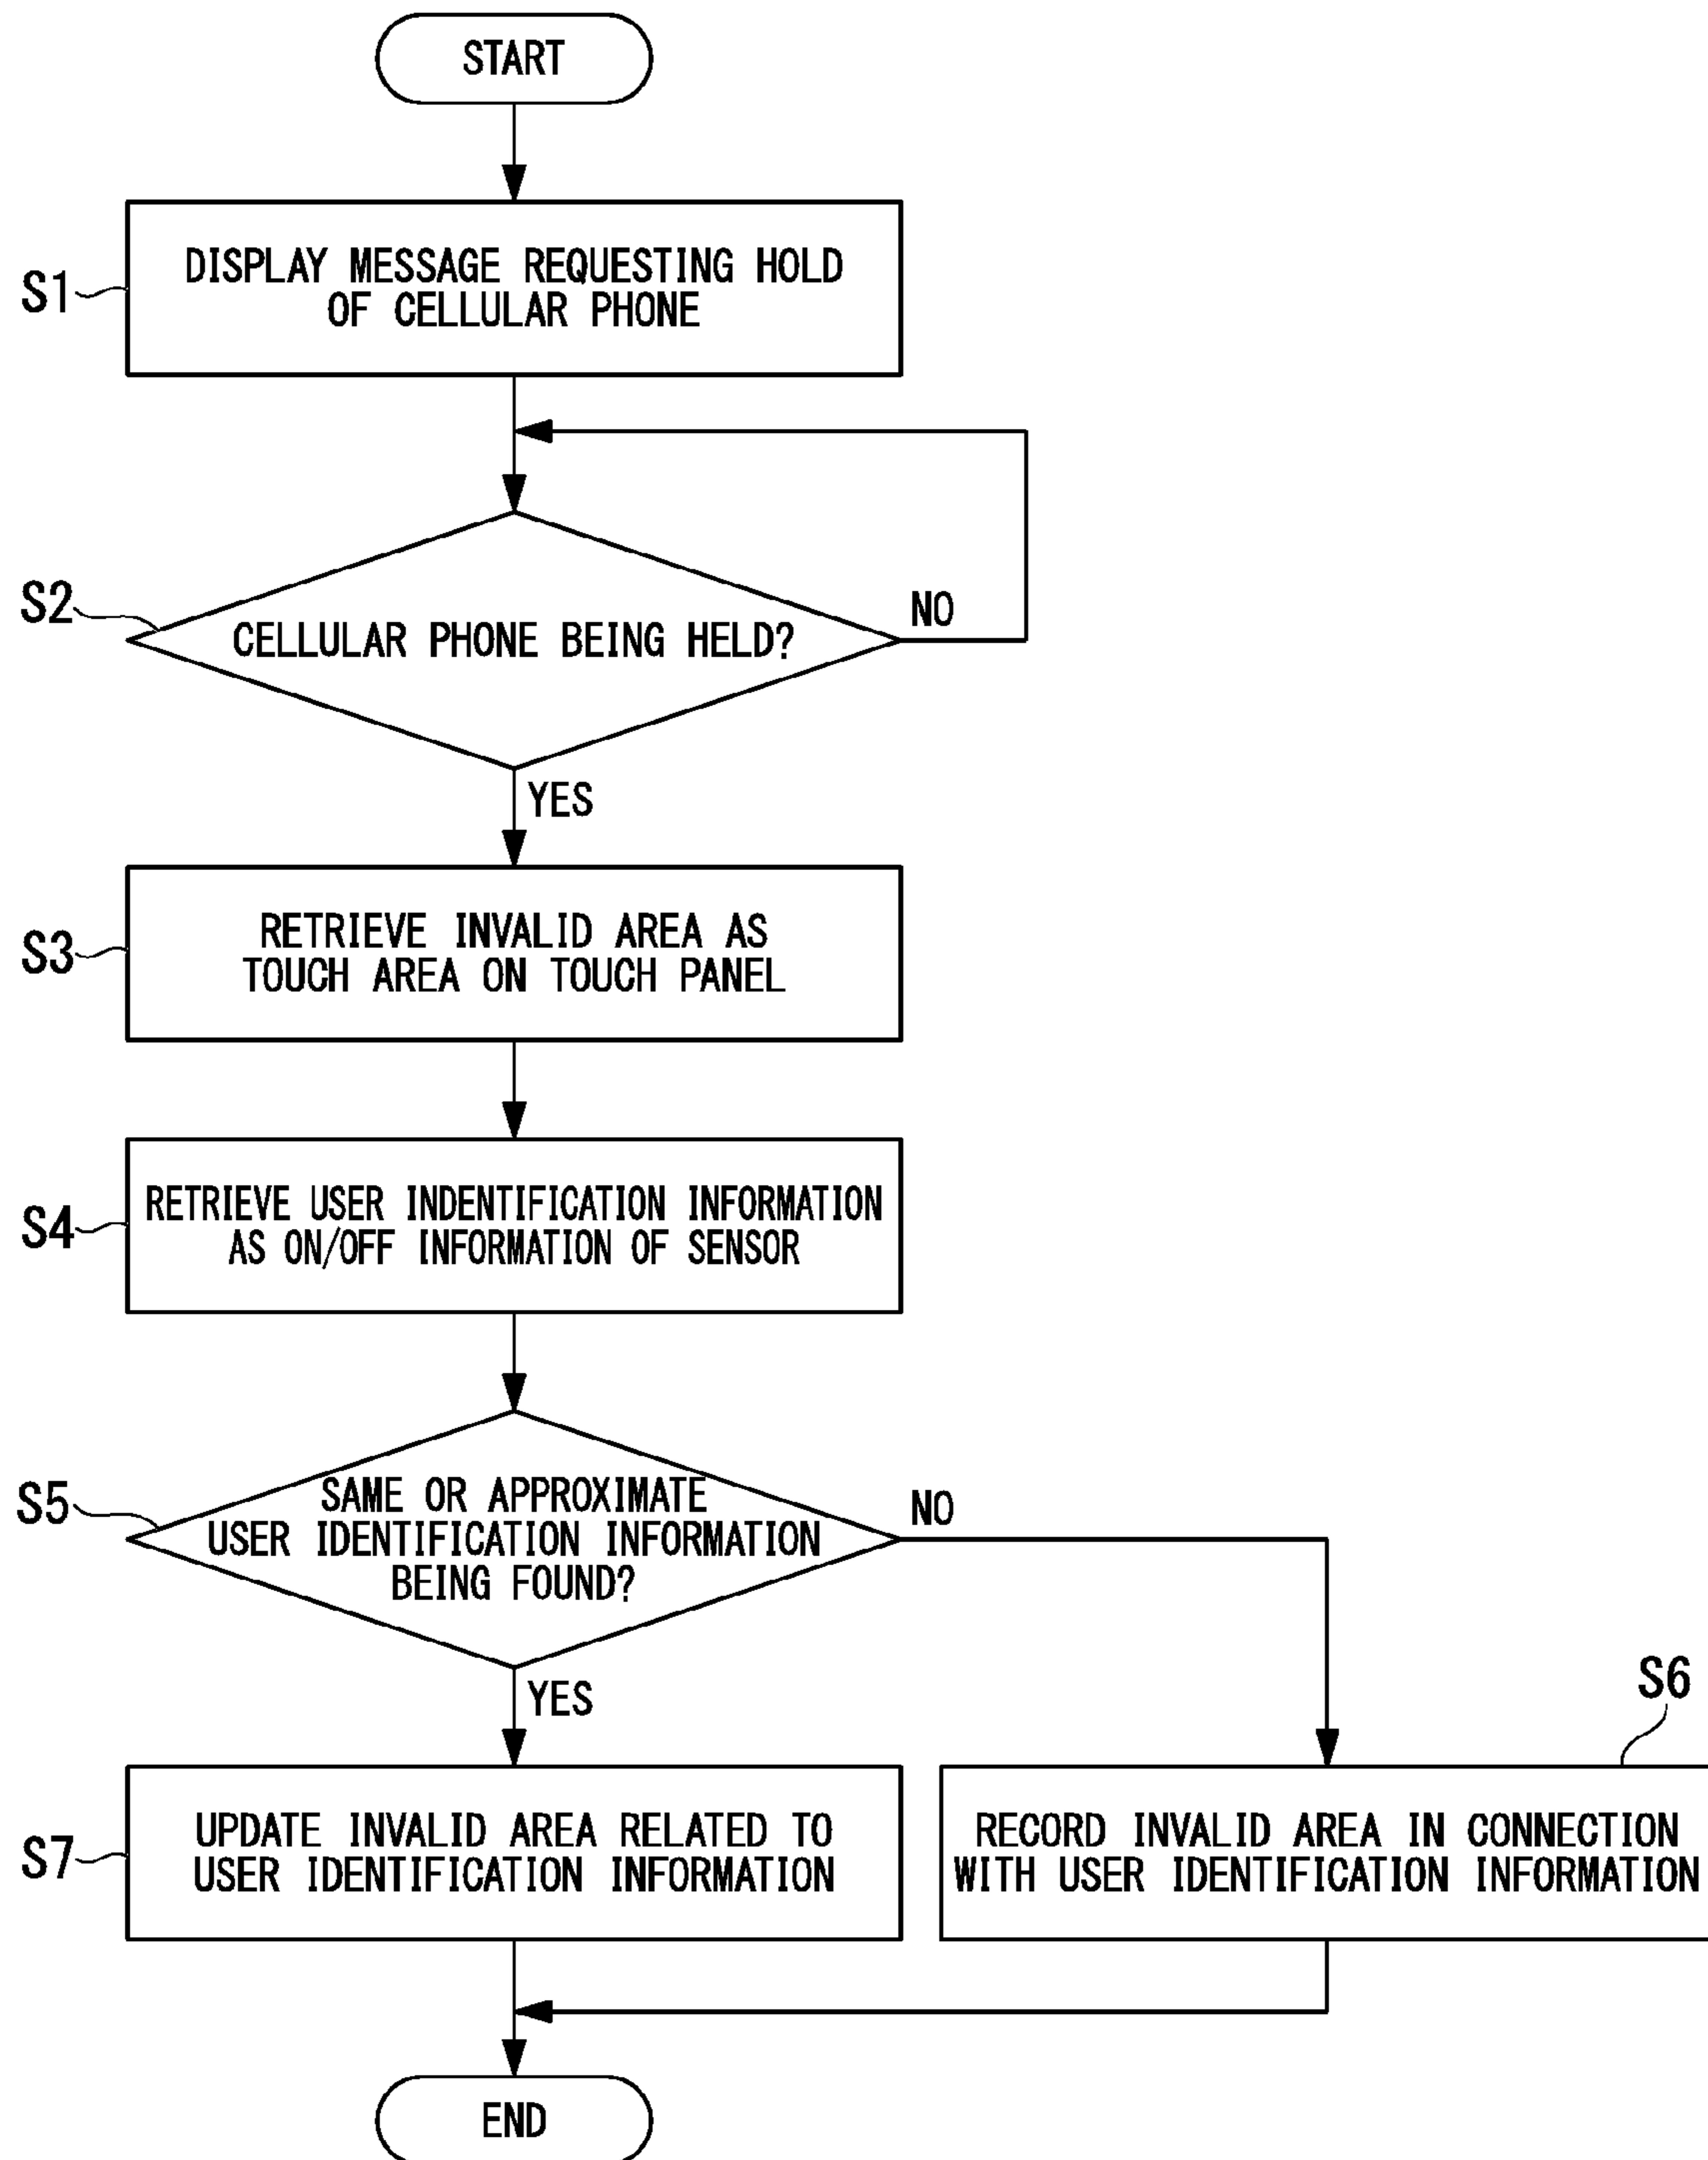 START
S1
DISPLAY MESSAGE REQUESTING HOLD
OF CELLULAR PHONE
S2
CELLULAR PHONE BEING HELD?
NO
YES
S3
RETRIEVE INVALID AREA AS
TOUCH AREA ON TOUCH PANEL
S4
RETRIEVE USER INDENTIFICATION INFORMATION
AS ON/OFF INFORMATION OF SENSOR
S5
SAME OR APPROXIMATE
USER IDENTIFICATION INFORMATION
BEING FOUND?
NO
YES
S6
S7
UPDATE INVALID AREA RELATED TO
USER IDENTIFICATION INFORMATION
RECORD INVALID AREA IN CONNECTION
WITH USER IDENTIFICATION INFORMATION
END